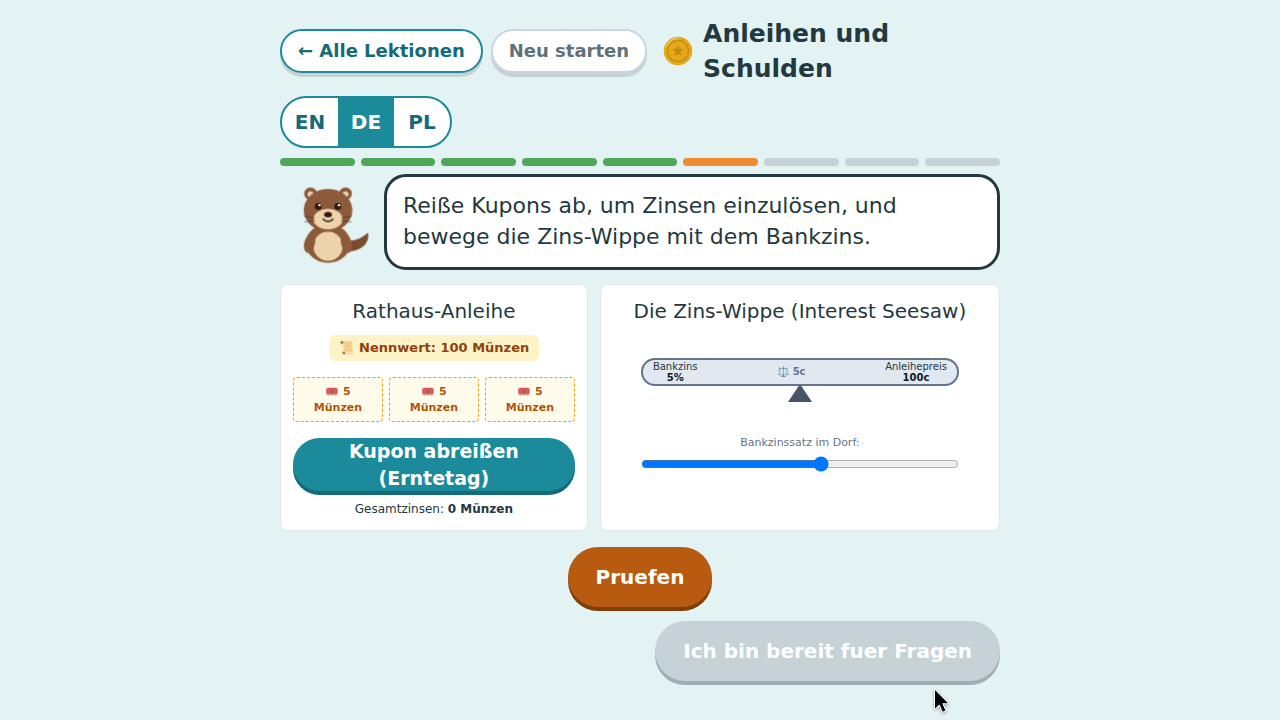 ← Alle Lektionen
Neu starten
Anleihen und
Schulden
EN DE PL
Reiße Kupons ab, um Zinsen einzulösen, und
bewege die Zins-Wippe mit dem Bankzins.
Rathaus-Anleihe
📜 Nennwert: 100 Münzen
🎟️ 5
Münzen
🎟️ 5
Münzen
🎟️ 5
Münzen
Kupon abreißen
(Erntetag)
Gesamtzinsen: 0 Münzen
Die Zins-Wippe (Interest Seesaw)
Bankzins
5%
⚖️ 5c
Anleihepreis
100c
Bankzinssatz im Dorf:
Pruefen
Ich bin bereit fuer Fragen